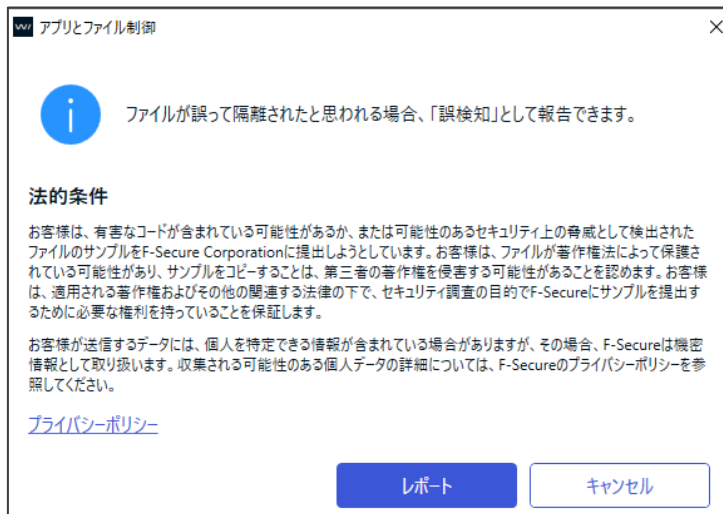 アプリとファイル制御
ファイルが誤って隔離されたと思われる場合、「誤検知」として報告できます。
法的条件
お客様は、有害なコードが含まれている可能性があるか、または可能性のあるセキュリティ上の脅威として検出された
ファイルのサンプルをF-Secure Corporationに提出しようとしています。お客様は、ファイルが著作権法によって保護さ
れている可能性があり、サンプルをコピーすることは、第三者の著作権を侵害する可能性があることを認めます。お客様
は、適用される著作権およびその他の関連する法律の下で、セキュリティ調査の目的でF-Secureにサンプルを提出す
るために必要な権利を持っていることを保証します。
お客様が送信するデータには、個人を特定できる情報が含まれている場合がありますが、その場合、F-Secureは機密
情報として取り扱います。収集される可能性のある個人データの詳細については、F-Secureのプライバシーポリシーを参
照してください。
プライバシーポリシー
レポート
キャンセル